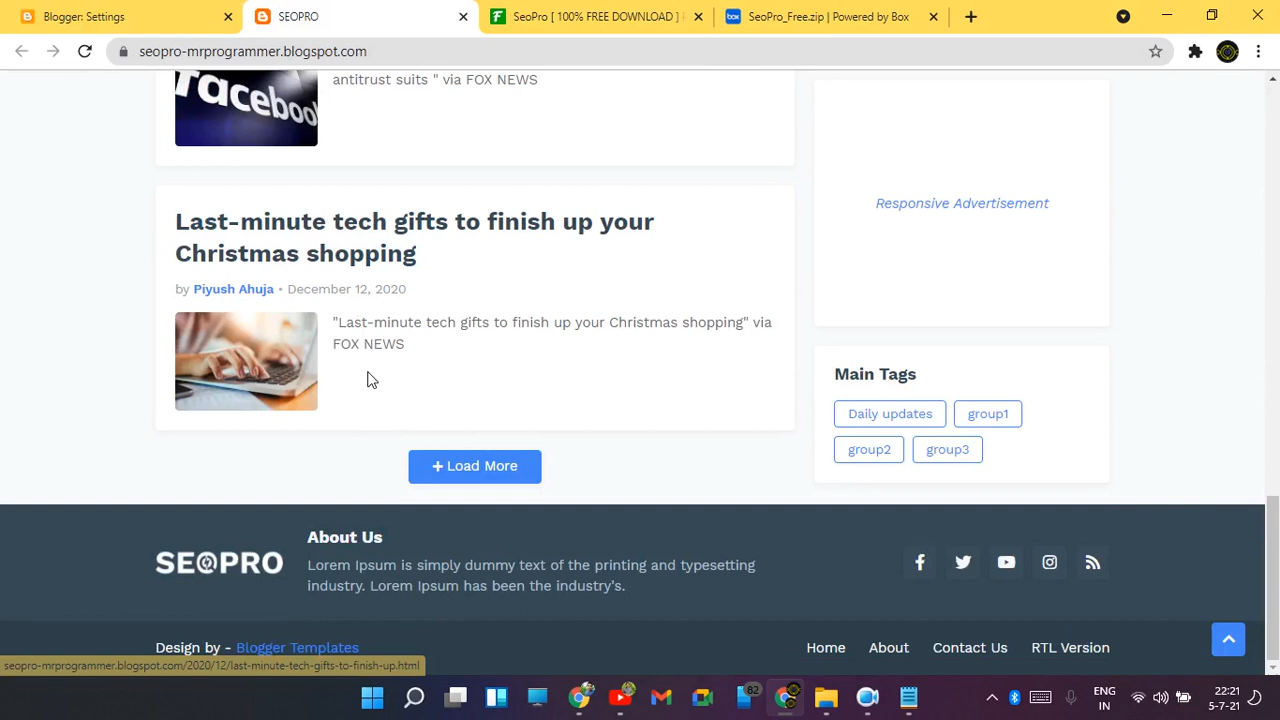 Blogger: Settings
SEOPRO
SeoPro [ 100% FREE DOWNLOAD ]
SeoPro_Free.zip | Powered by Box
seopro-mrprogrammer.blogspot.com
facebook
antitrust suits " via FOX NEWS
Responsive Advertisement
Last-minute tech gifts to finish up your
Christmas shopping
by Piyush Ahuja • December 12, 2020
"Last-minute tech gifts to finish up your Christmas shopping" via
FOX NEWS
Main Tags
Daily updates
group1
group2
group3
+ Load More
SEOPRO
About Us
Lorem Ipsum is simply dummy text of the printing and typesetting
industry. Lorem Ipsum has been the industry's.
Design by - Blogger Templates
Home
About
Contact Us
RTL Version
seopro-mrprogrammer.blogspot.com/2020/12/last-minute-tech-gifts-to-finish-up.html
82
ENG
IN
22:21
5-7-21